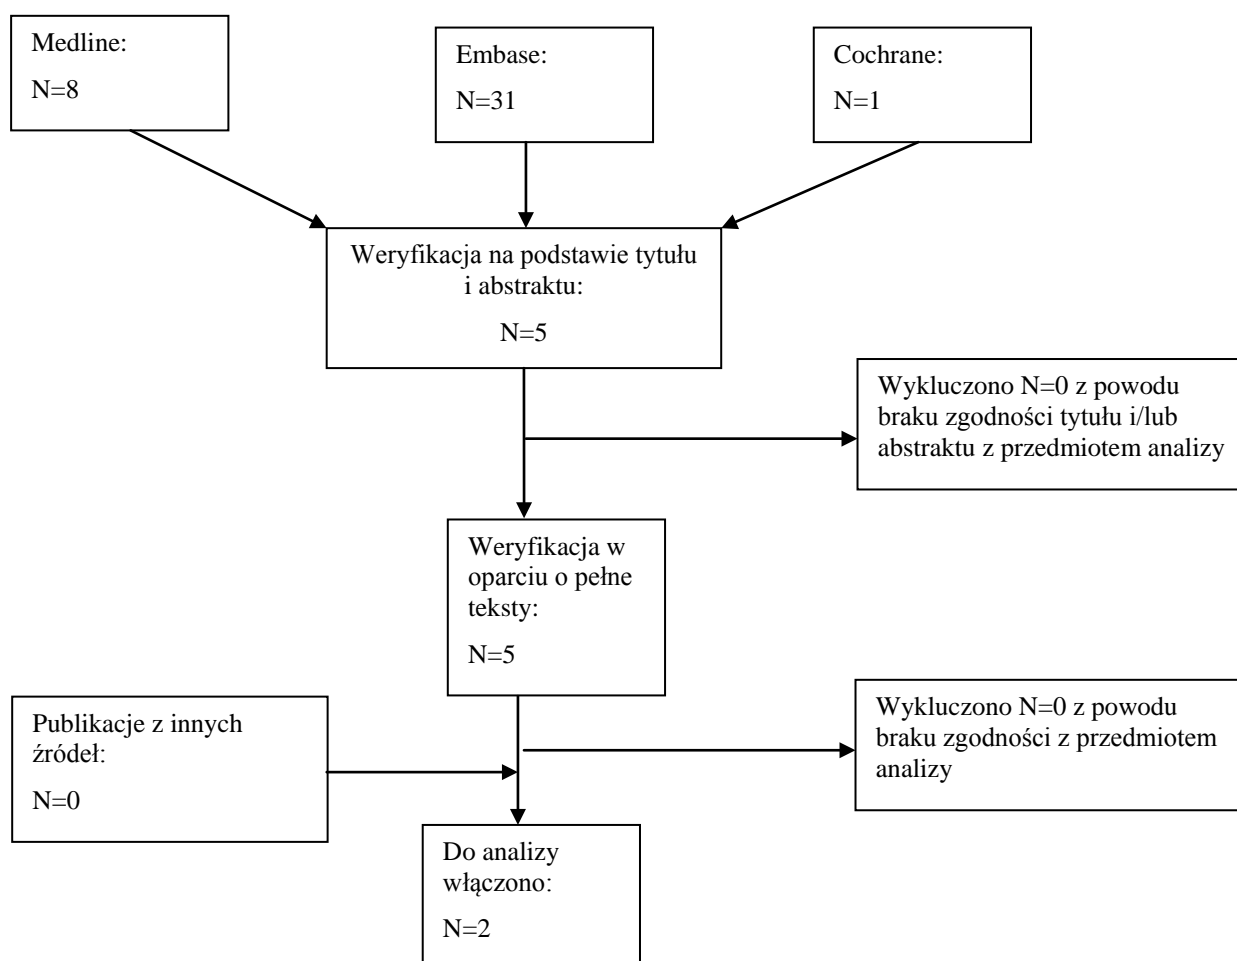 Medline:
N=8
Embase:
N=31
Cochrane:
N=1
Weryfikacja na podstawie tytułu
i abstraktu:
N=5
Wykluczono N=0 z powodu
braku zgodności tytułu i/lub
abstraktu z przedmiotem analizy
Weryfikacja w
oparciu o pełne
teksty:
N=5
Publikacje z innych
źródeł:
N=0
Wykluczono N=0 z powodu
braku zgodności z przedmiotem
analizy
Do analizy
włączono:
N=2